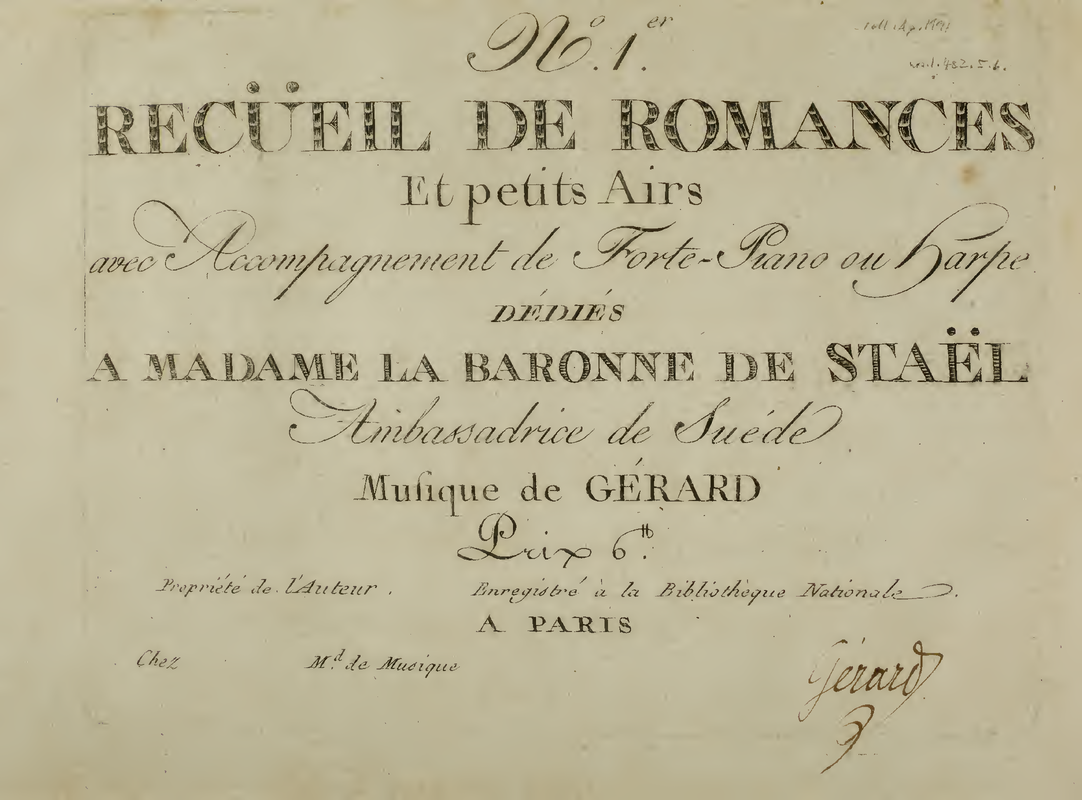 N.º 1.er
RECÜEIL DE ROMANCES
Et petits Airs
avec Accompagnement de Forte-Piano ou Harpe
DÉDIÉS
A MADAME LA BARONNE DE STAËL
Ambassadrice de Suéde
Muſique de GÉRARD
Prix 6.tt
Propriété de l'Auteur. Enregistré à la Bibliothèque Nationale.
A PARIS
Chez M.d de Musique
Gérard